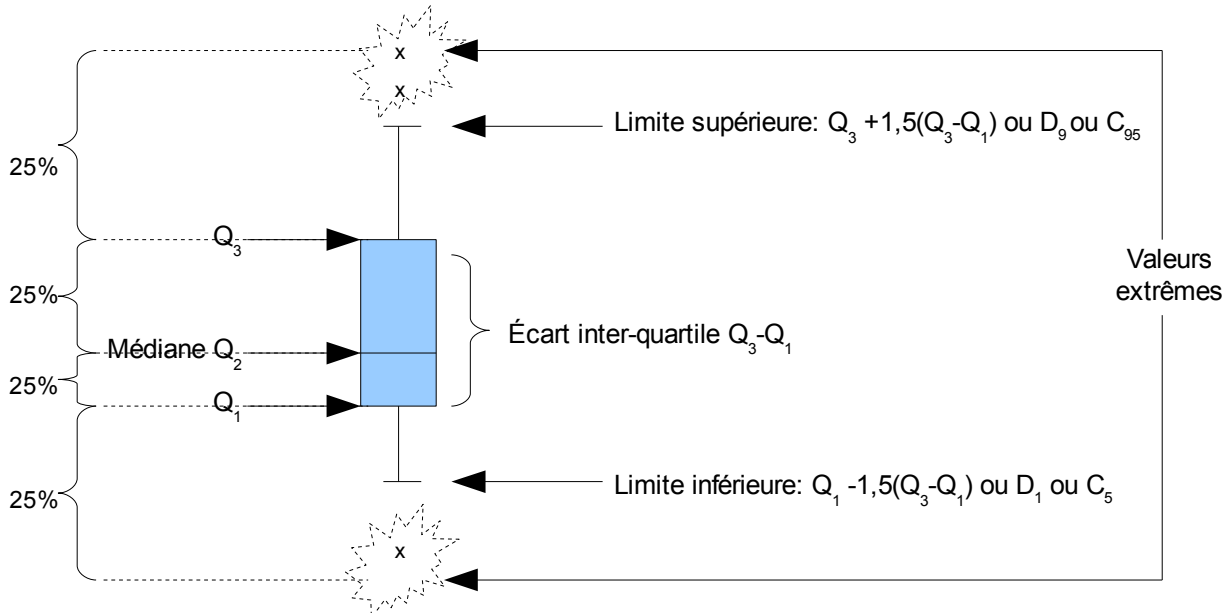 x
x
Limite supérieure: Q₃ +1,5(Q₃-Q₁) ou D₉ ou C₉₅
25%
Q₃
Valeurs
extrêmes
25%
Écart inter-quartile Q₃-Q₁
Médiane Q₂
25%
Q₁
Limite inférieure: Q₁ -1,5(Q₃-Q₁) ou D₁ ou C₅
25%
x